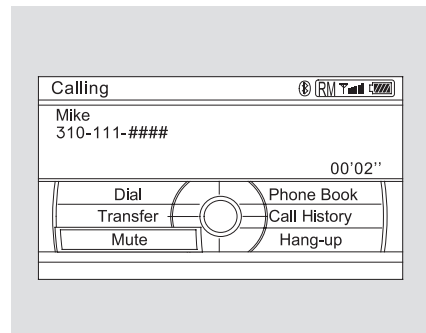 Calling RM
Mike
310-111-####
00'02''
Dial Phone Book
Transfer Call History
Mute Hang-up